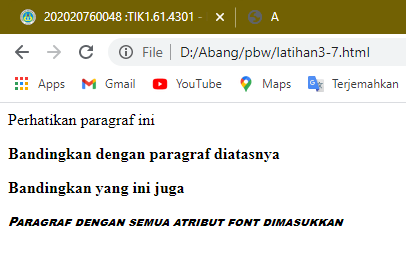 202020760048 :TIK1.61.4301 -
A
File D:/Abang/pbw/latihan3-7.html
Apps Gmail YouTube Maps Terjemahkan
Perhatikan paragraf ini
Bandingkan dengan paragraf diatasnya
Bandingkan yang ini juga
Paragraf dengan semua atribut font dimasukkan